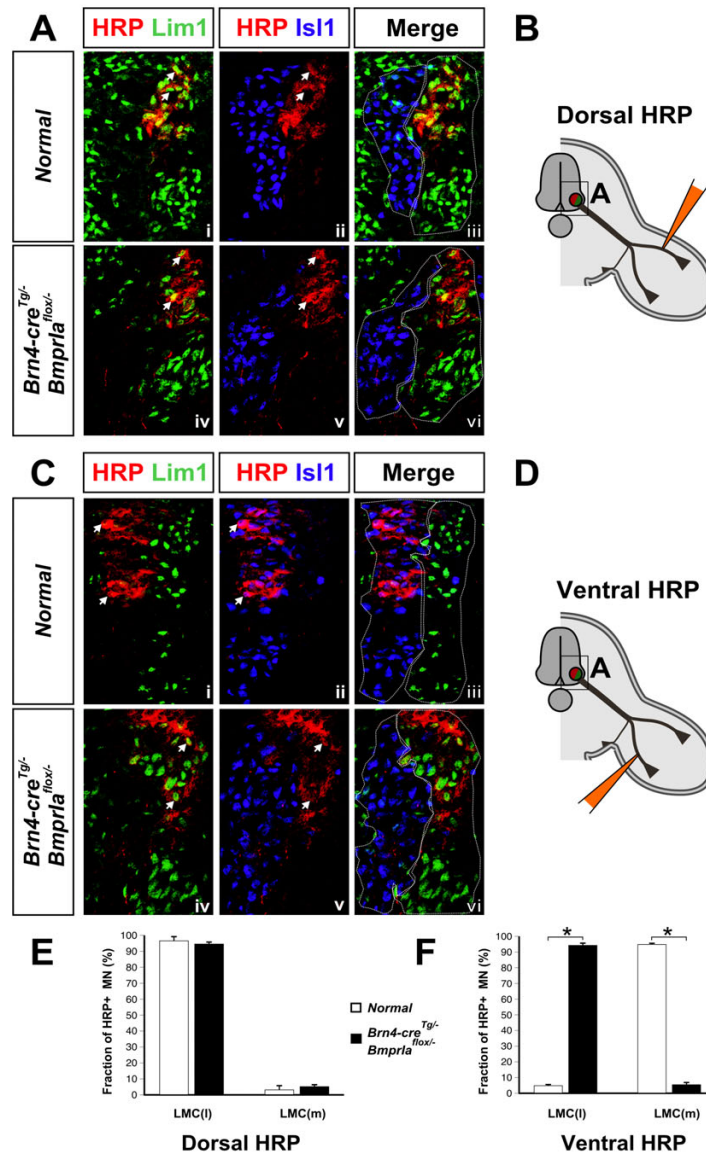 A
HRP Lim1
HRP Isl1
Merge
B
Normal
i
ii
iii
Dorsal HRP
A
Brn4-cre Tg/-
Bmprla flox/-
iv
v
vi
C
HRP Lim1
HRP Isl1
Merge
D
Normal
i
ii
iii
Ventral HRP
A
Brn4-cre Tg/-
Bmprla flox/-
iv
v
vi
E
Fraction of HRP+ MN (%)
100
90
80
70
60
50
40
30
20
10
0
LMC(l)
LMC(m)
Dorsal HRP
Normal
Brn4-cre Tg/-
Bmprla flox/-
F
Fraction of HRP+ MN (%)
100
90
80
70
60
50
40
30
20
10
0
*
*
LMC(l)
LMC(m)
Ventral HRP